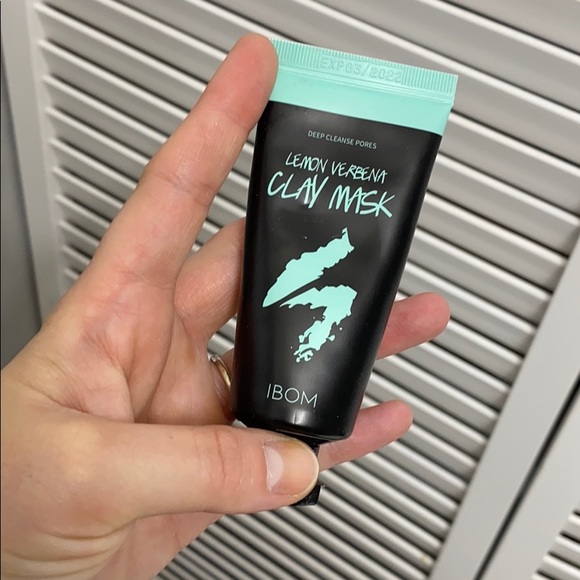 EXP03/2022
DEEP CLEANSE PORES
LEMON VERBENA
CLAY MASK
IBOM